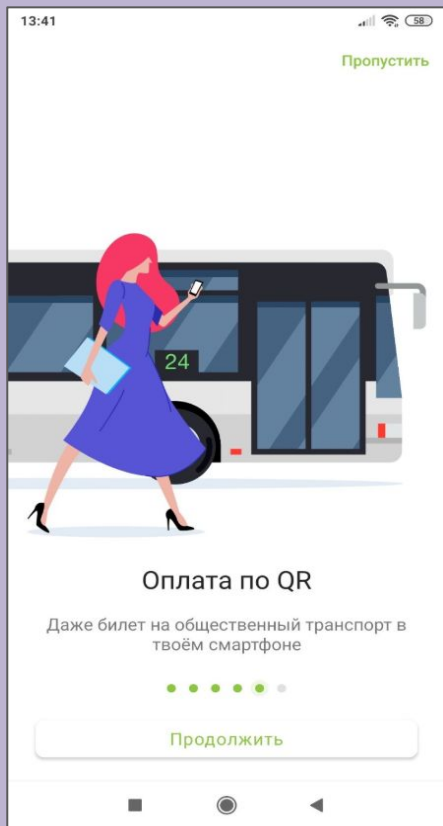 13:41
58
Пропустить
24
Оплата по QR
Даже билет на общественный транспорт в
твоём смартфоне
Продолжить